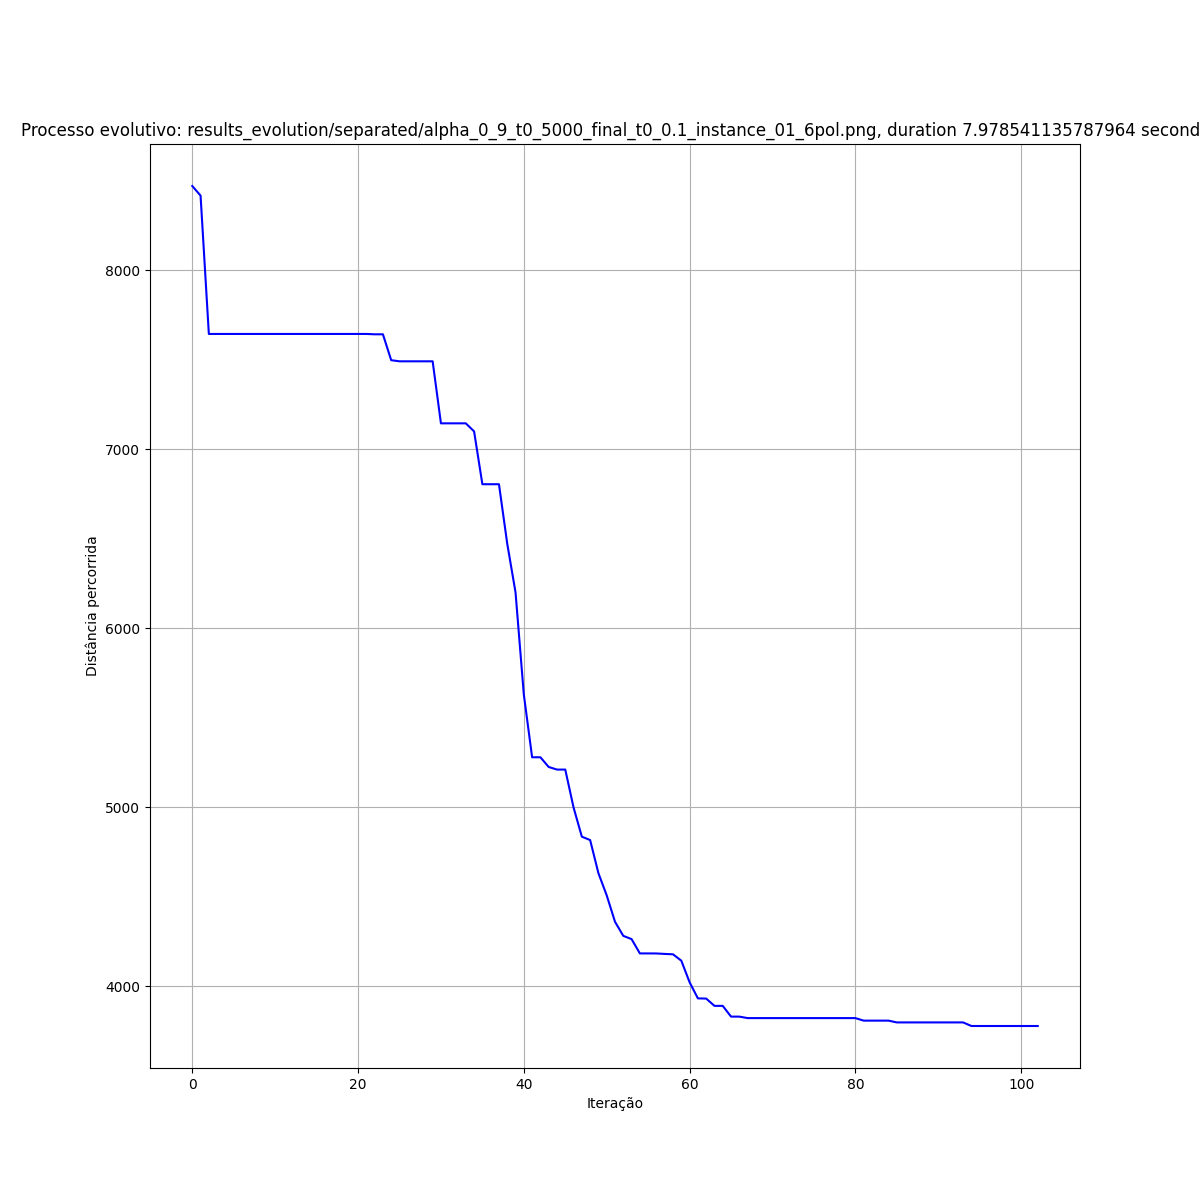 Processo evolutivo: results_evolution/separated/alpha_0_9_t0_5000_final_t0_0.1_instance_01_6pol.png, duration 7.978541135787964 second
8000
7000
6000
5000
4000
Distância percorrida
0 20 40 60 80 100
Iteração